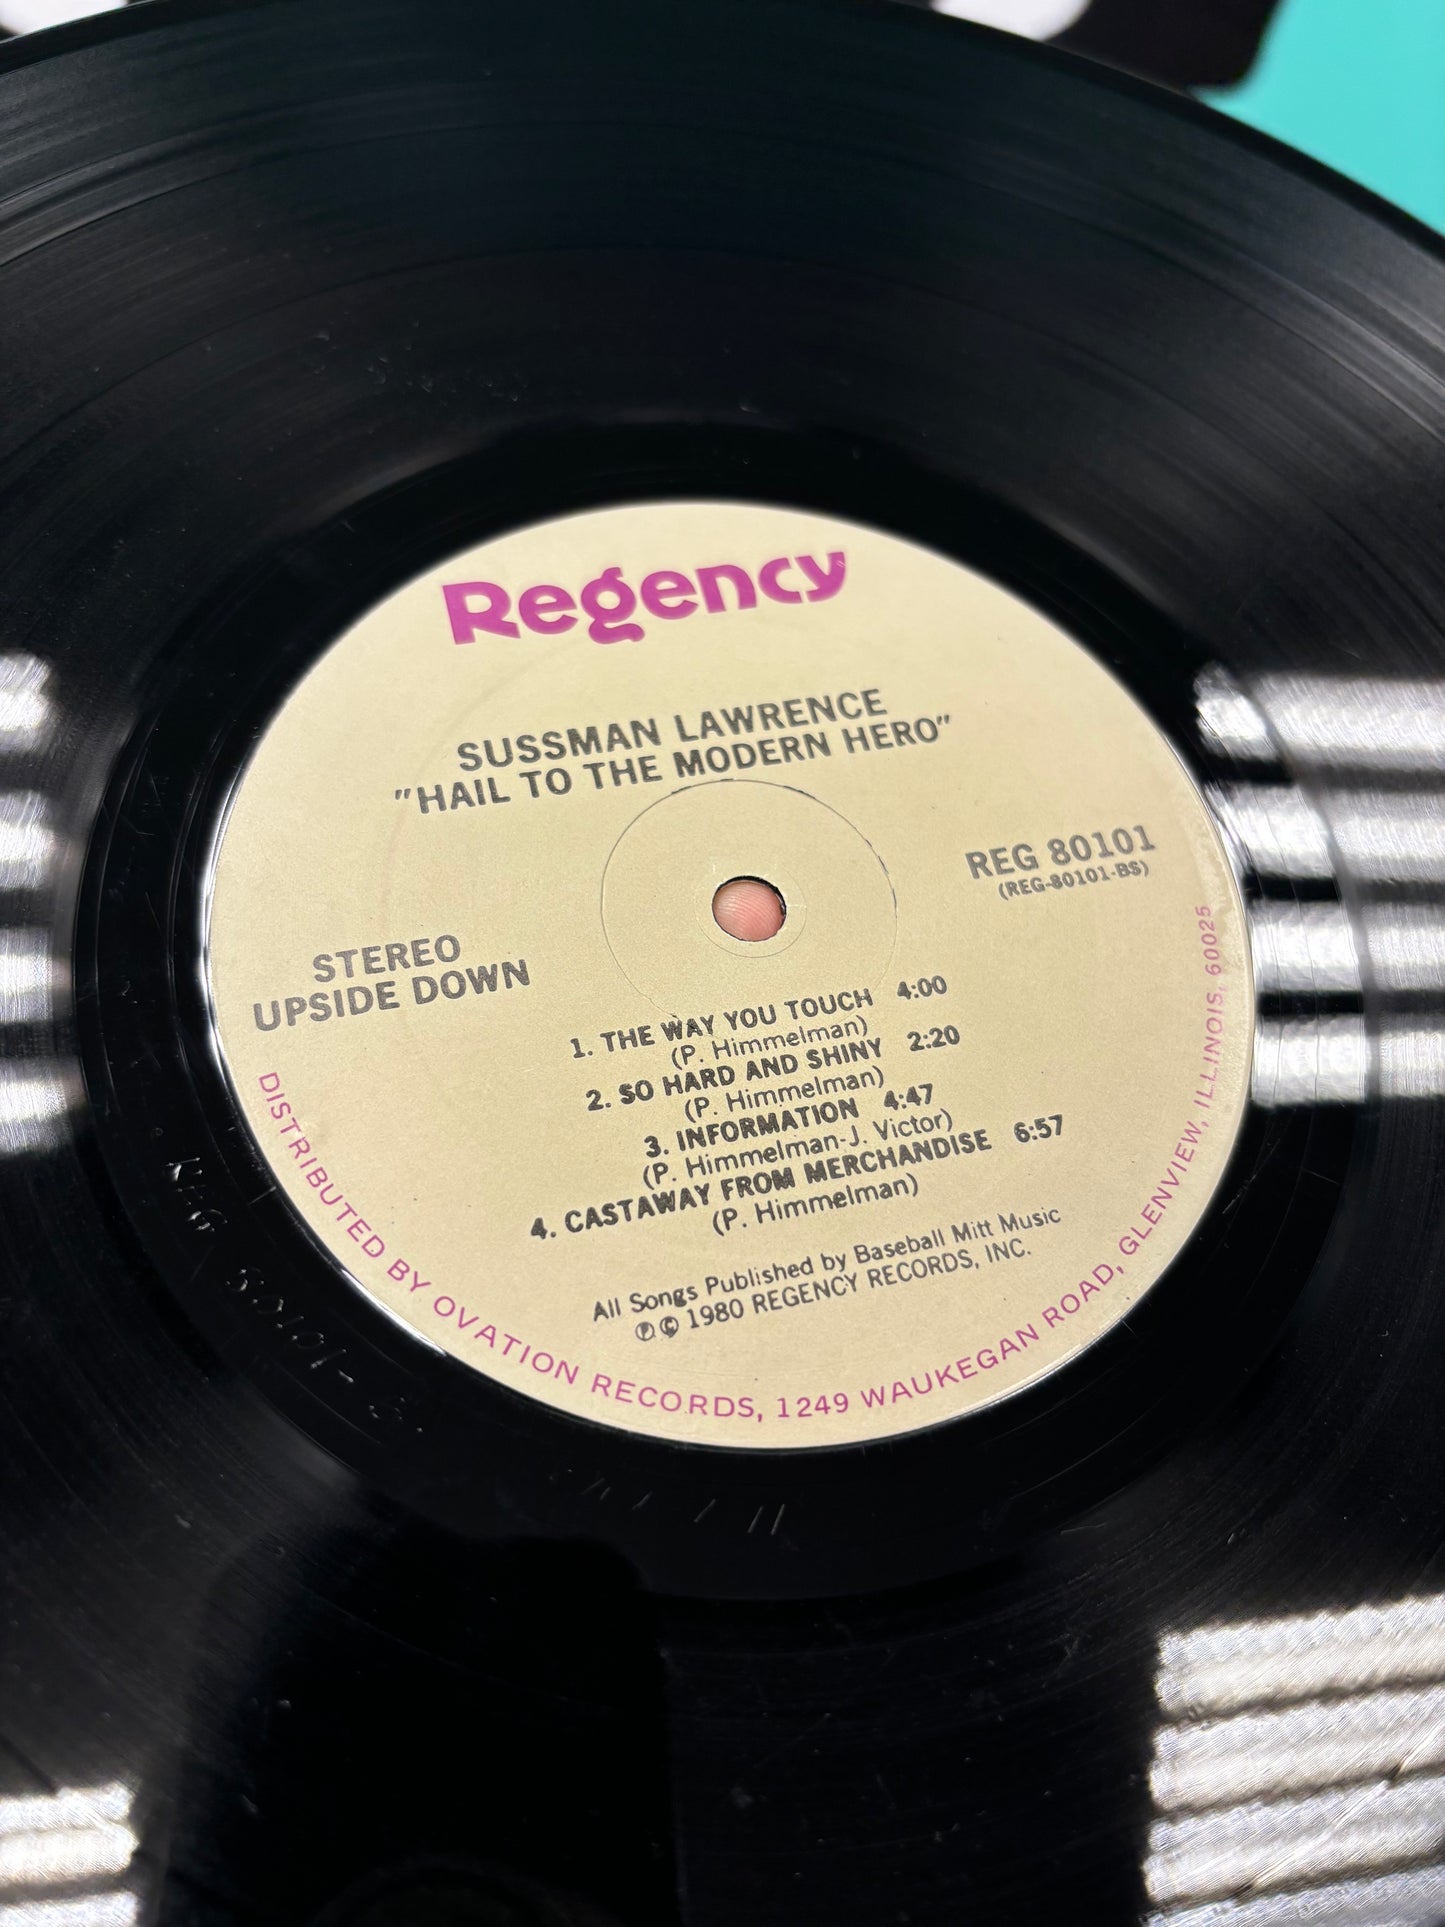 Regency
SUSSMAN LAWRENCE
"HAIL TO THE MODERN HERO"
REG 80101
(REG-80101-BS)
STEREO
UPSIDE DOWN
1. THE WAY YOU TOUCH 4:00
(P. Himmelman)
2. SO HARD AND SHINY 2:20
(P. Himmelman)
3. INFORMATION 4:47
(P. Himmelman-J. Victor)
4. CASTAWAY FROM MERCHANDISE 6:57
(P. Himmelman)
All Songs Published by Baseball Mitt Music
℗ © 1980 REGENCY RECORDS, INC.
DISTRIBUTED BY OVATION RECORDS, 1249 WAUKEGAN ROAD, GLENVIEW, ILLINOIS, 60025